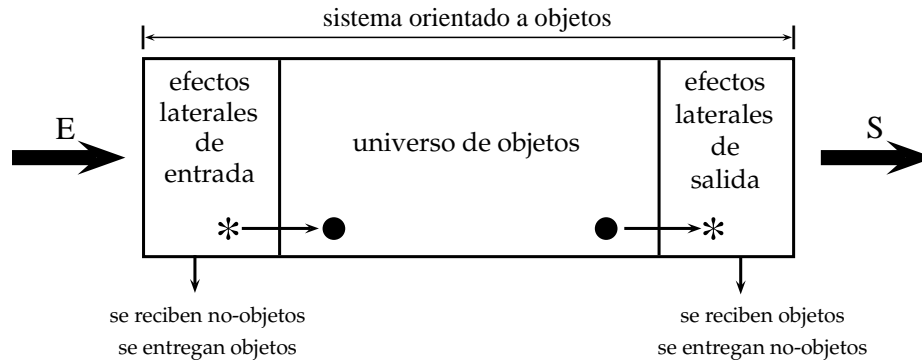 sistema orientado a objetos
E
efectos
laterales
de
entrada
universo de objetos
efectos
laterales
de
salida
S
se reciben no-objetos
se entregan objetos
se reciben objetos
se entregan no-objetos